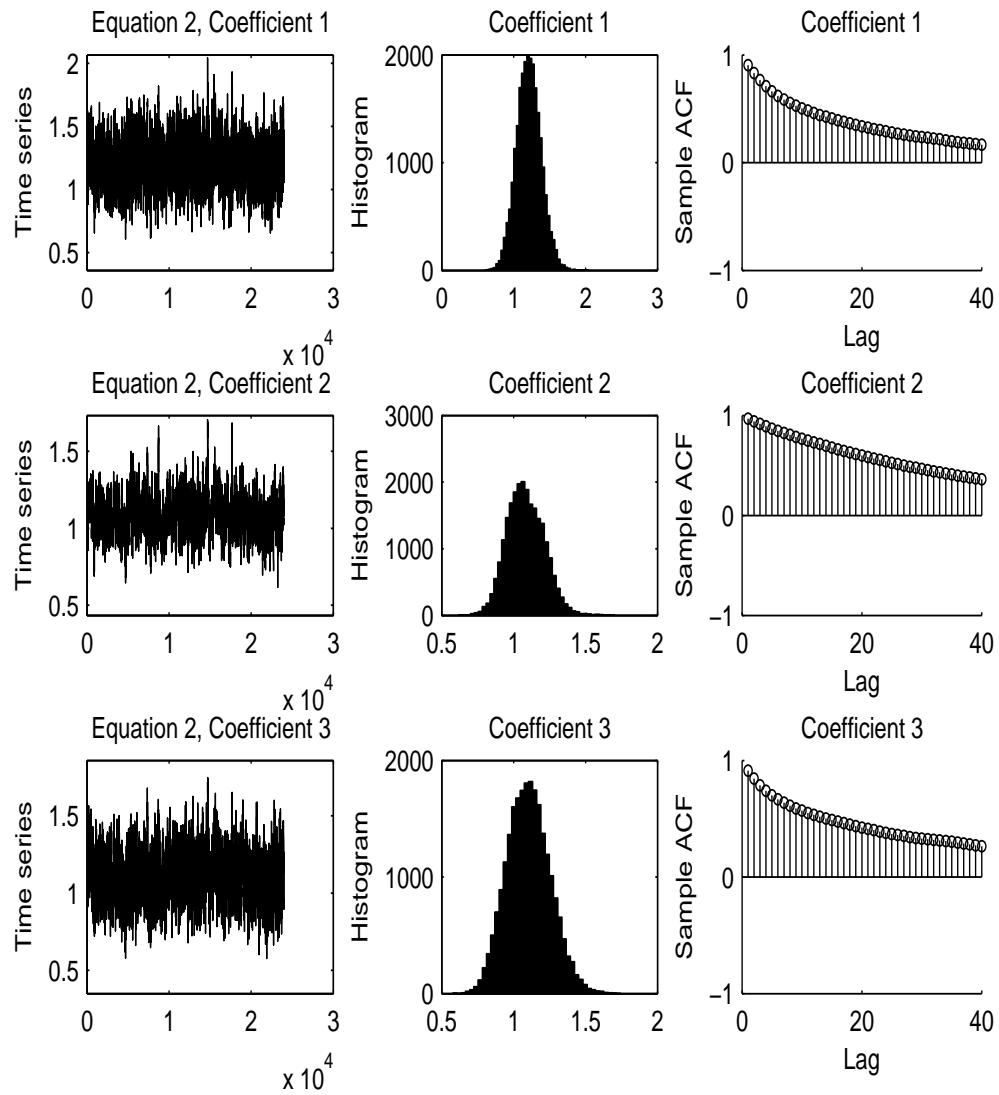 Equation 2, Coefficient 1
Coefficient 1
Coefficient 1
Time series
2
1.5
1
0.5
0
1
2
3
x 10^4
Histogram
2000
1000
0
0
1
2
3
Sample ACF
1
0
−1
0
20
40
Lag
Equation 2, Coefficient 2
Coefficient 2
Coefficient 2
Time series
1.5
1
0.5
0
1
2
3
x 10^4
Histogram
3000
2000
1000
0
0.5
1
1.5
2
Sample ACF
1
0
−1
0
20
40
Lag
Equation 2, Coefficient 3
Coefficient 3
Coefficient 3
Time series
1.5
1
0.5
0
1
2
3
x 10^4
Histogram
2000
1000
0
0.5
1
1.5
2
Sample ACF
1
0
−1
0
20
40
Lag